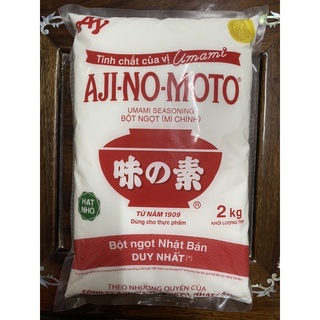 AJ
Tinh chất của vị Umami
AJI-NO-MOTO®
UMAMI SEASONING
BỘT NGỌT (MÌ CHÍNH)
味の素
®
HẠT
NHỎ
TỪ NĂM 1909
Dùng cho thực phẩm
2 kg
KHỐI LƯỢNG TỊNH
Bột ngọt Nhật Bản
DUY NHẤT (*)
THEO NHƯỢNG QUYỀN CỦA